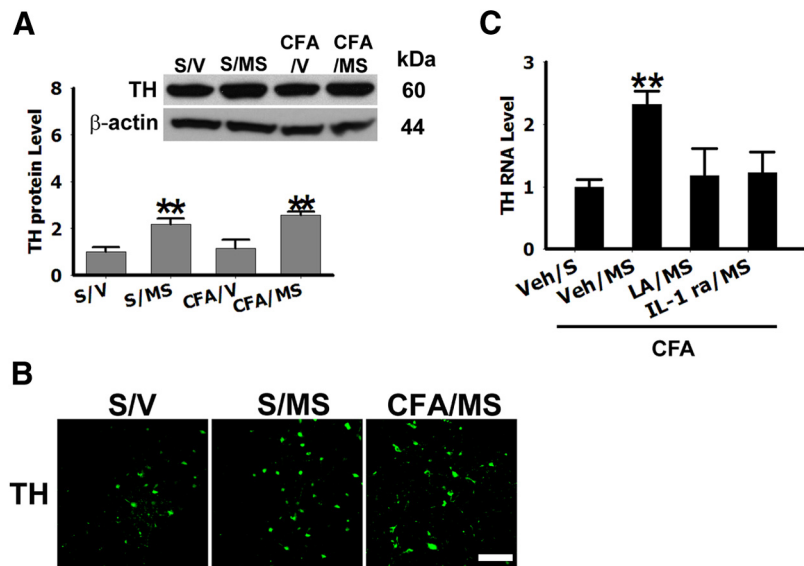 A
S/V S/MS CFA/V CFA/MS kDa
TH 60
β-actin 44
TH protein Level
8
6
4
2
0
S/V S/MS CFA/V CFA/MS
**
**
C
TH RNA Level
3
2
1
0
**
Veh/S Veh/MS LA/MS IL-1 ra/MS
CFA
B
S/V S/MS CFA/MS
TH